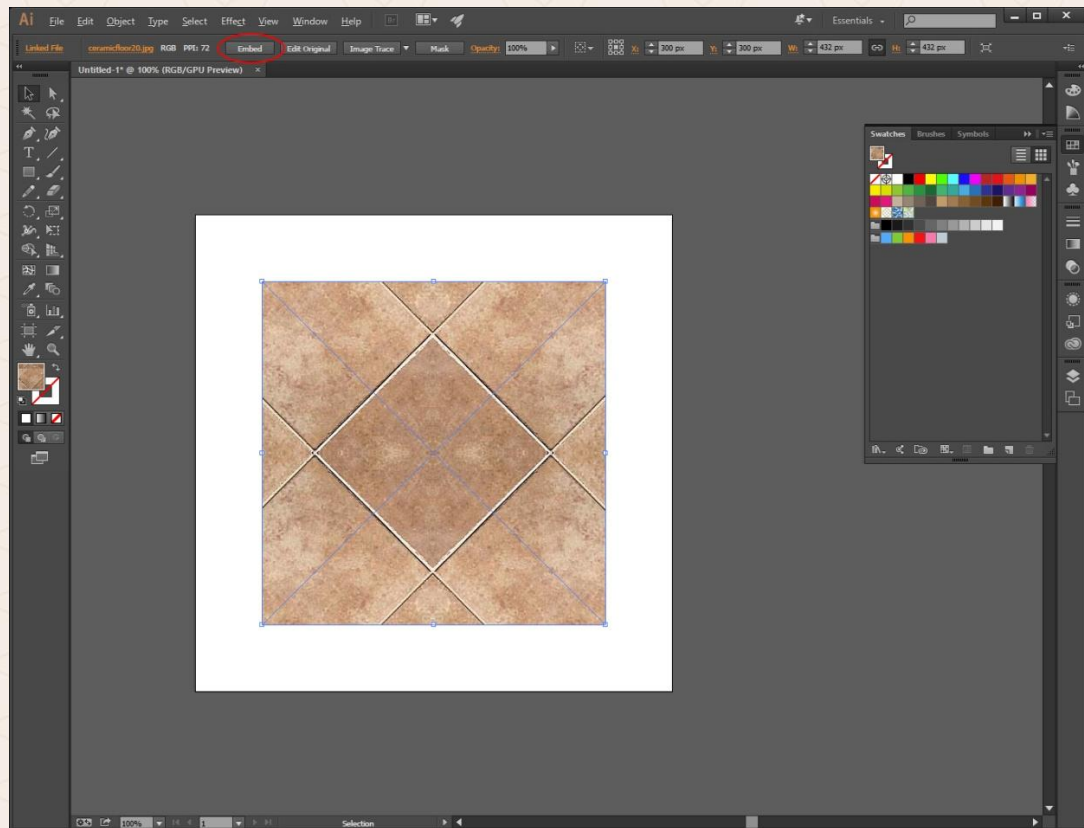 Ai File Edit Object Type Select Effect View Window Help Br Essentials
Linked File ceramicfloor20.jpg RGB PPI: 72 Embed Edit Original Image Trace Mask Opacity: 100% X: 300 px Y: 300 px W: 432 px H: 432 px
Untitled-1* @ 100% (RGB/GPU Preview) ×
Swatches Brushes Symbols
100% 1 Selection